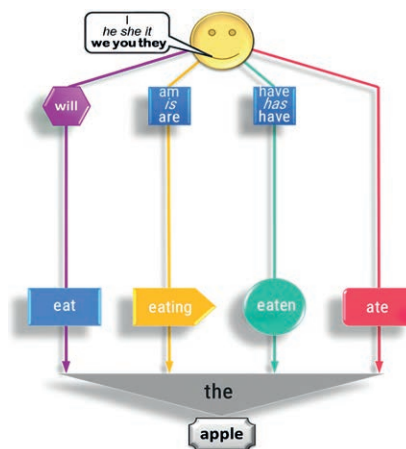 I
he she it
we you they
will
am
is
are
have
has
have
eat
eating
eaten
ate
the
apple